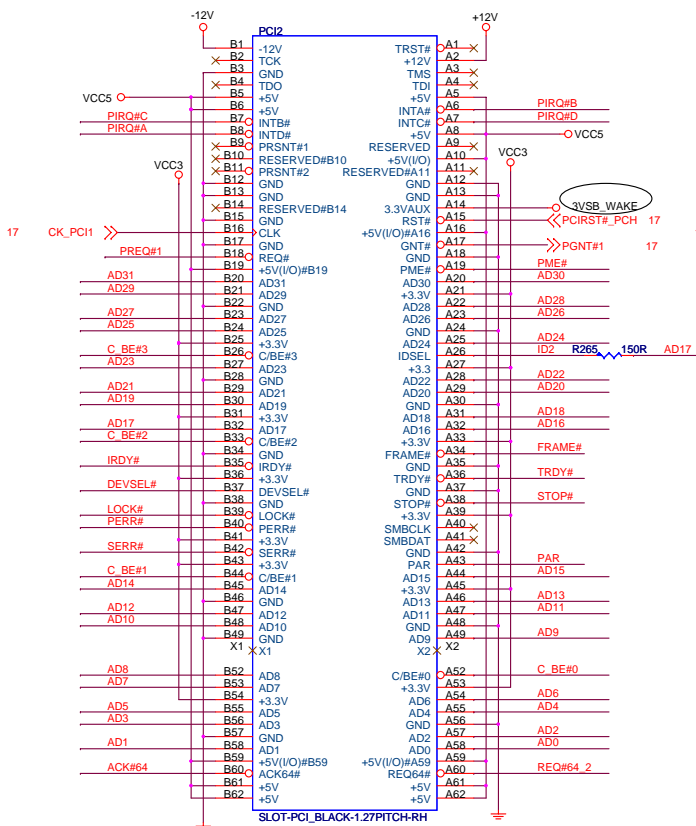 -12V +12V
PCI2
B1 -12V TRST# A1
B2 TCK +12V A2
B3 GND TMS A3
B4 TDO TDI A4
VCC5 B5 +5V +5V A5
B6 +5V INTA# A6 PIRQ#B
PIRQ#C B7 INTB# INTC# A7 PIRQ#D
PIRQ#A B8 INTD# +5V A8 VCC5
B9 PRSNT#1 RESERVED A9
B10 RESERVED#B10 +5V(I/O) A10
VCC3 B11 PRSNT#2 RESERVED#A11 A11 VCC3
B12 GND GND A12
B13 GND GND A13
B14 RESERVED#B14 3.3VAUX A14 3VSB_WAKE
B15 GND RST# A15 PCIRST#_PCH 17
17 CK_PCI1 B16 CLK +5V(I/O)#A16 A16
B17 GND GNT# A17 PGNT#1 17
PREQ#1 B18 REQ# GND A18
B19 +5V(I/O)#B19 PME# A19 PME#
AD31 B20 AD31 AD30 A20 AD30
AD29 B21 AD29 +3.3V A21
B22 GND AD28 A22 AD28
AD27 B23 AD27 AD26 A23 AD26
AD25 B24 AD25 GND A24
B25 +3.3V AD24 A25 AD24
C_BE#3 B26 C/BE#3 IDSEL A26 ID2 R265 150R AD17
AD23 B27 AD23 +3.3 A27
B28 GND AD22 A28 AD22
AD21 B29 AD21 AD20 A29 AD20
AD19 B30 AD19 GND A30
B31 +3.3V AD18 A31 AD18
AD17 B32 AD17 AD16 A32 AD16
C_BE#2 B33 C/BE#2 +3.3V A33
B34 GND FRAME# A34 FRAME#
IRDY# B35 IRDY# GND A35
B36 +3.3V TRDY# A36 TRDY#
DEVSEL# B37 DEVSEL# GND A37
B38 GND STOP# A38 STOP#
LOCK# B39 LOCK# +3.3V A39
PERR# B40 PERR# SMBCLK A40
B41 +3.3V SMBDAT A41
SERR# B42 SERR# GND A42
B43 +3.3V PAR A43 PAR
C_BE#1 B44 C/BE#1 AD15 A44 AD15
AD14 B45 AD14 +3.3V A45
B46 GND AD13 A46 AD13
AD12 B47 AD12 AD11 A47 AD11
AD10 B48 AD10 GND A48
B49 GND AD9 A49 AD9
X1 X1 X2 X2
AD8 B52 AD8 C/BE#0 A52 C_BE#0
AD7 B53 AD7 +3.3V A53
B54 +3.3V AD6 A54 AD6
AD5 B55 AD5 AD4 A55 AD4
AD3 B56 AD3 GND A56
B57 GND AD2 A57 AD2
AD1 B58 AD1 AD0 A58 AD0
B59 +5V(I/O)#B59 +5V(I/O)#A59 A59
ACK#64 B60 ACK64# REQ64# A60 REQ#64_2
B61 +5V +5V A61
B62 +5V +5V A62
SLOT-PCI_BLACK-1.27PITCH-RH